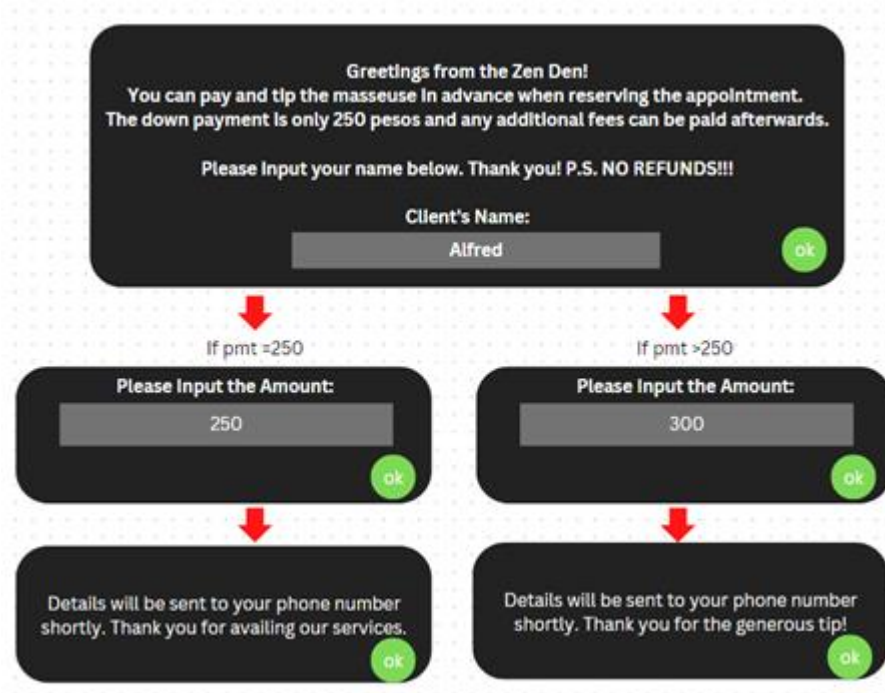 Greetings from the Zen Den!
You can pay and tip the masseuse in advance when reserving the appointment.
The down payment is only 250 pesos and any additional fees can be paid afterwards.
Please input your name below. Thank you! P.S. NO REFUNDS!!!
Client's Name:
Alfred
ok
If pmt =250
If pmt >250
Please Input the Amount:
250
ok
Please Input the Amount:
300
ok
Details will be sent to your phone number
shortly. Thank you for availing our services.
ok
Details will be sent to your phone number
shortly. Thank you for the generous tip!
ok